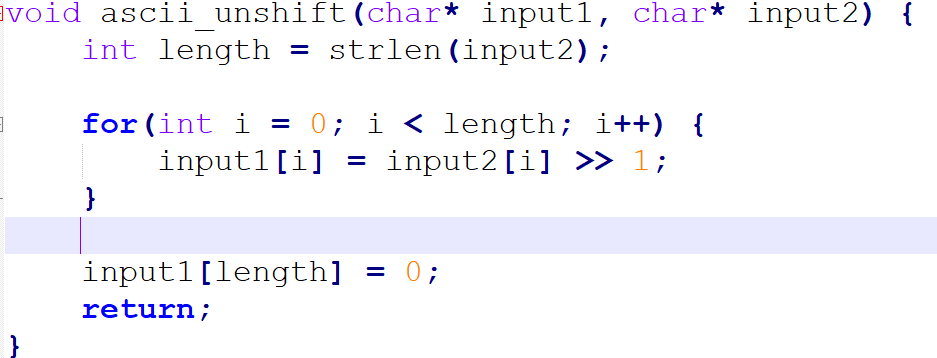 void ascii_unshift(char* input1, char* input2) {
    int length = strlen(input2);

    for(int i = 0; i < length; i++) {
        input1[i] = input2[i] >> 1;
    }

    input1[length] = 0;
    return;
}